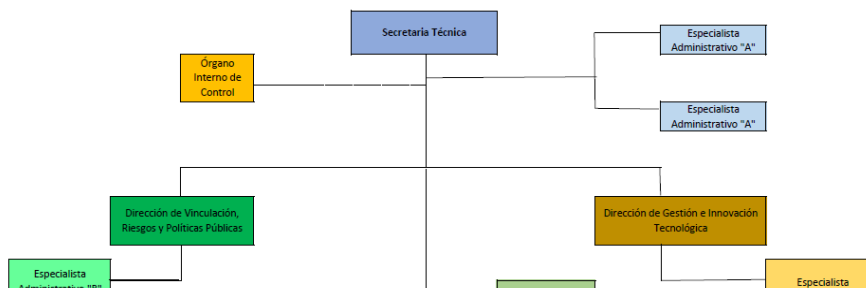 Secretaria Técnica
Especialista
Administrativo "A"
Órgano
Interno de
Control
Especialista
Administrativo "A"
Dirección de Vinculación,
Riesgos y Políticas Públicas
Dirección de Gestión e Innovación
Tecnológica
Especialista
Administrativo "B"
Especialista